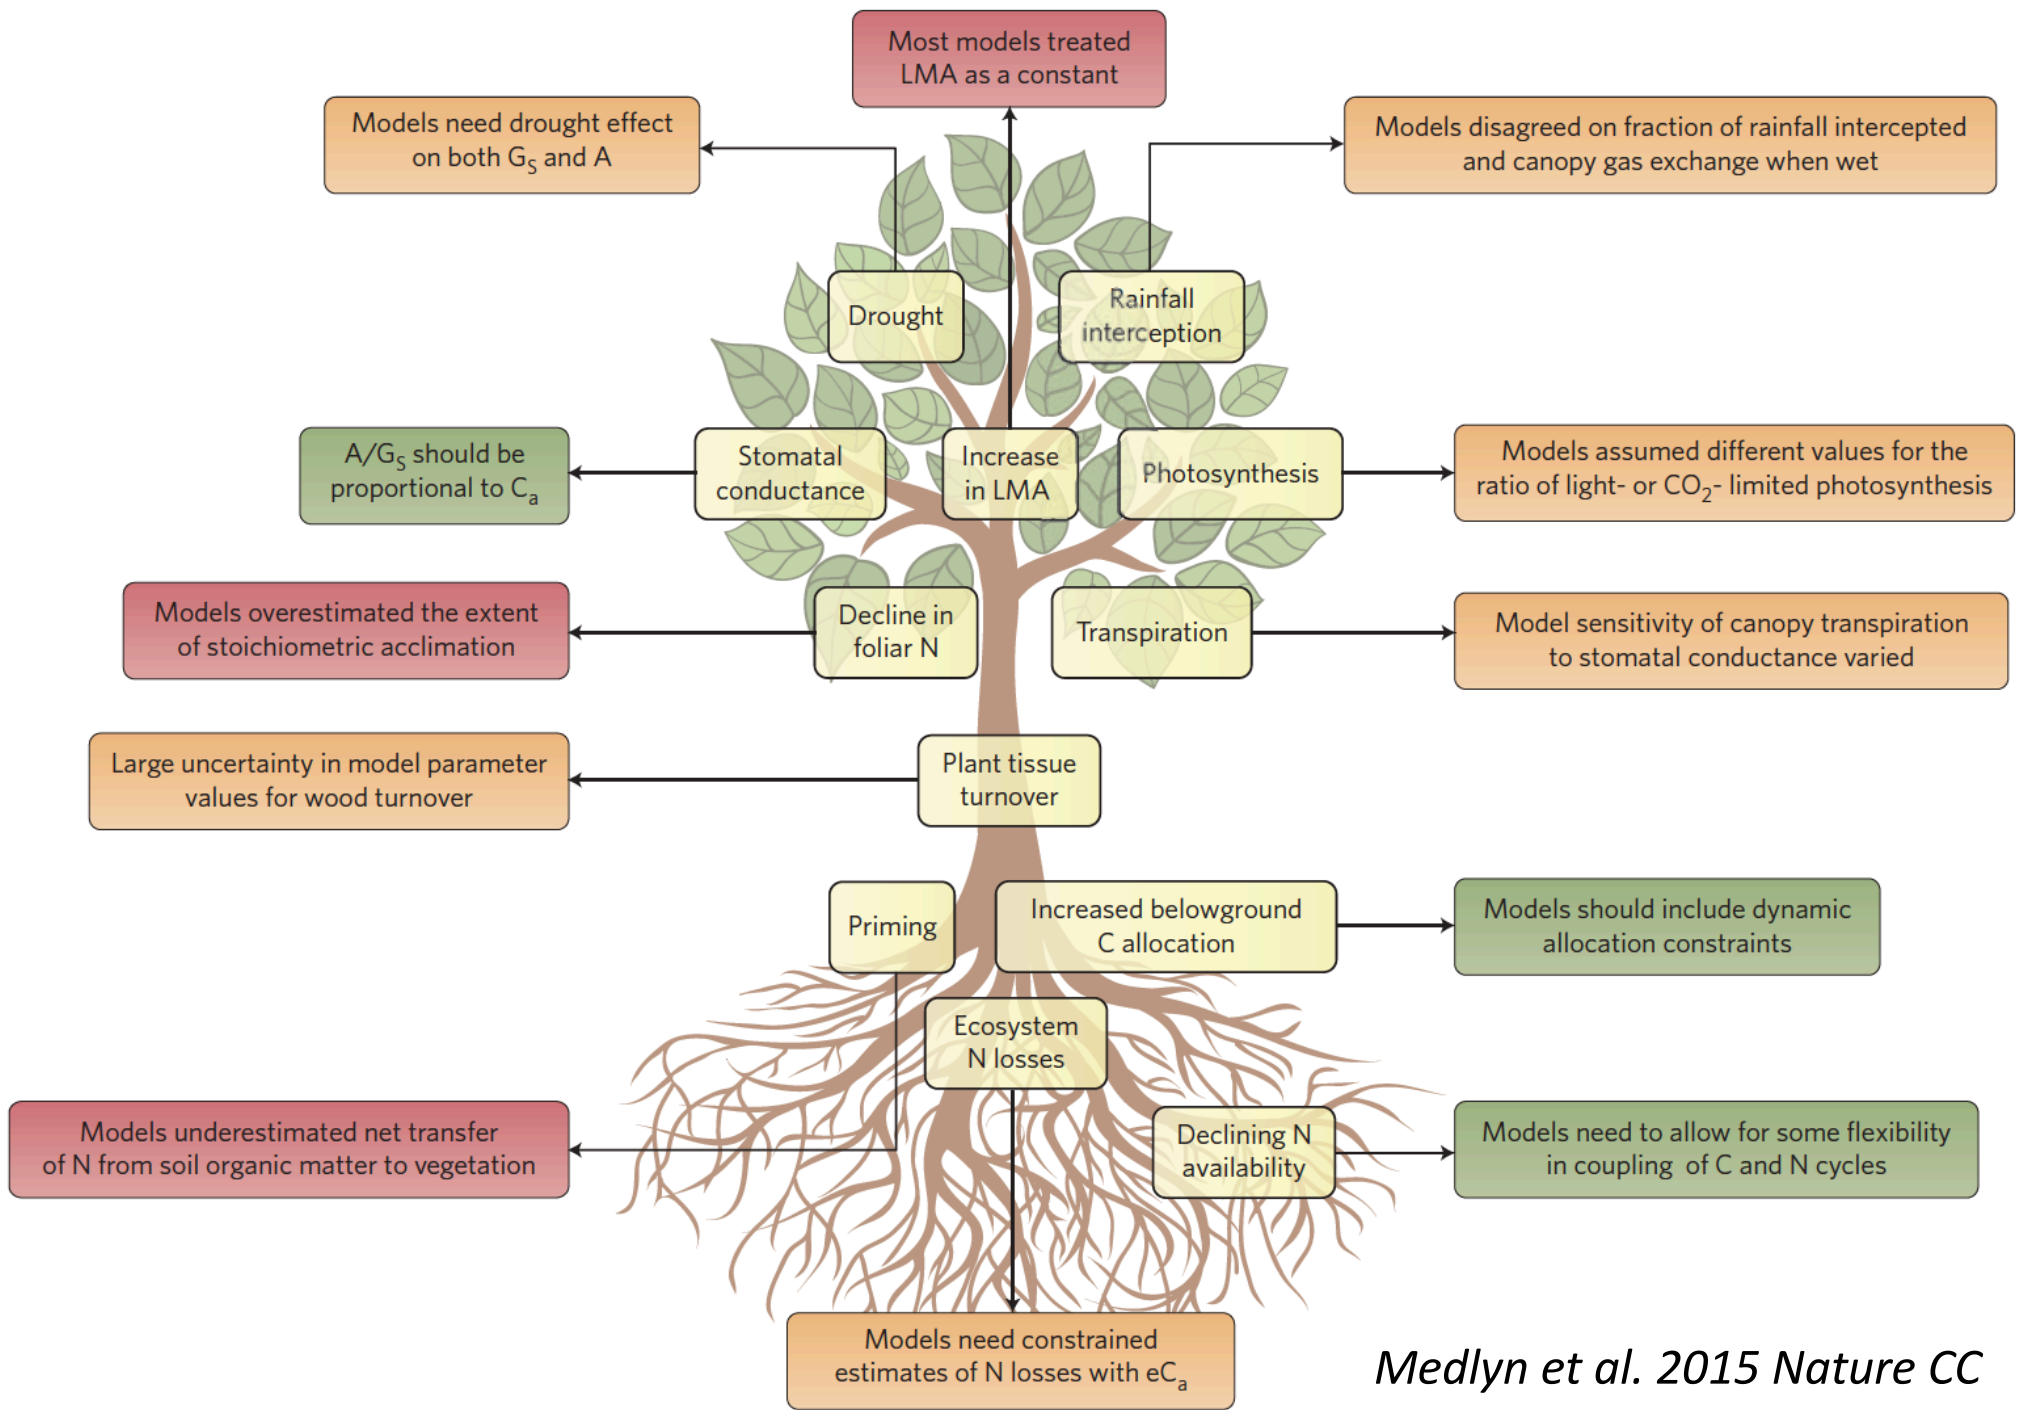 Most models treated
LMA as a constant
Models need drought effect
on both GS and A
Models disagreed on fraction of rainfall intercepted
and canopy gas exchange when wet
Drought
Rainfall
interception
A/GS should be
proportional to Ca
Stomatal
conductance
Increase
in LMA
Photosynthesis
Models assumed different values for the
ratio of light- or CO2- limited photosynthesis
Models overestimated the extent
of stoichiometric acclimation
Decline in
foliar N
Transpiration
Model sensitivity of canopy transpiration
to stomatal conductance varied
Large uncertainty in model parameter
values for wood turnover
Plant tissue
turnover
Priming
Increased belowground
C allocation
Models should include dynamic
allocation constraints
Ecosystem
N losses
Models underestimated net transfer
of N from soil organic matter to vegetation
Declining N
availability
Models need to allow for some flexibility
in coupling of C and N cycles
Models need constrained
estimates of N losses with eCa
Medlyn et al. 2015 Nature CC